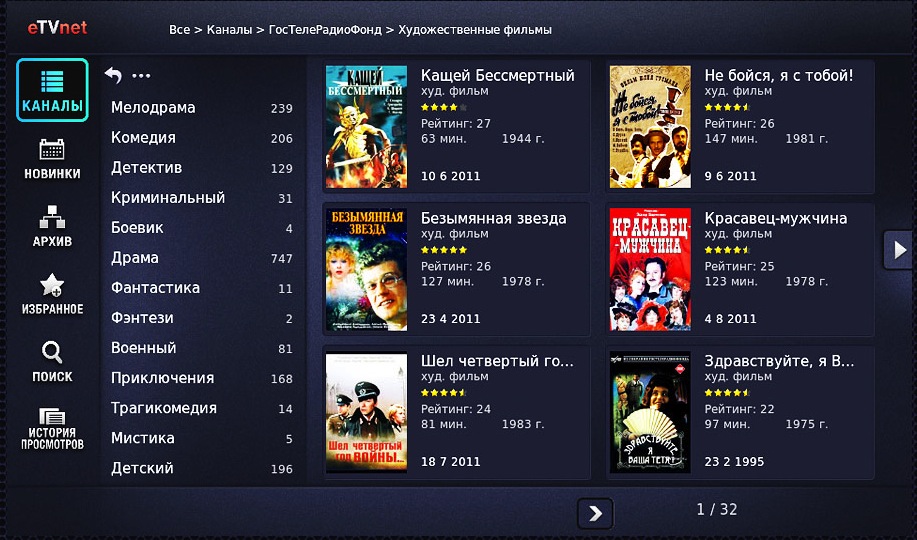 eTVnet
Все > Каналы > ГосТелеРадиоФонд > Художественные фильмы
КАНАЛЫ
НОВИНКИ
АРХИВ
ИЗБРАННОЕ
ПОИСК
ИСТОРИЯ
ПРОСМОТРОВ
...
Мелодрама 239
Комедия 206
Детектив 129
Криминальный 31
Боевик 4
Драма 747
Фантастика 11
Фэнтези 2
Военный 81
Приключения 168
Трагикомедия 14
Мистика 5
Детский 196
КАЩЕЙ
БЕССМЕРТНЫЙ
Кащей Бессмертный
худ. фильм
Рейтинг: 27
63 мин. 1944 г.
10 6 2011
Не бойся,
я с тобой!
Не бойся, я с тобой!
худ. фильм
Рейтинг: 26
147 мин. 1981 г.
9 6 2011
БЕЗЫМЯННАЯ
ЗВЕЗДА
Безымянная звезда
худ. фильм
Рейтинг: 26
127 мин. 1978 г.
23 4 2011
КРАСАВЕЦ-
-МУЖЧИНА
Красавец-мужчина
худ. фильм
Рейтинг: 25
123 мин. 1978 г.
4 8 2011
Шел четвертый
год ВОЙНЫ...
Шел четвертый го...
худ. фильм
Рейтинг: 24
81 мин. 1983 г.
18 7 2011
ЗДРАВСТВУЙТЕ,
Я ВАША ТЕТЯ!
Здравствуйте, я В...
худ. фильм
Рейтинг: 22
97 мин. 1975 г.
23 2 1995
1 / 32